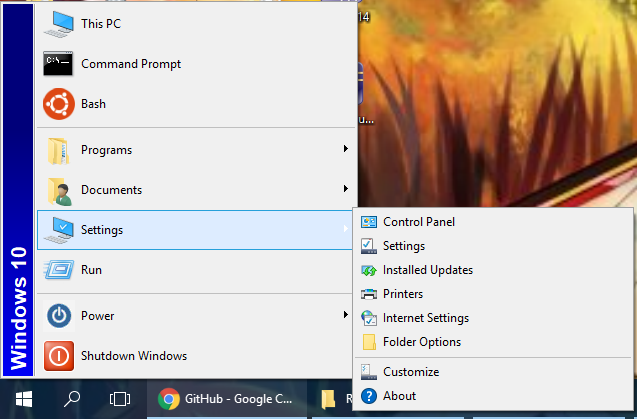 This PC
Command Prompt
Bash
Programs
Documents
Settings
Run
Power
Shutdown Windows
Windows 10
Control Panel
Settings
Installed Updates
Printers
Internet Settings
Folder Options
Customize
About
14
u...
C:\
GitHub - Google C...
R